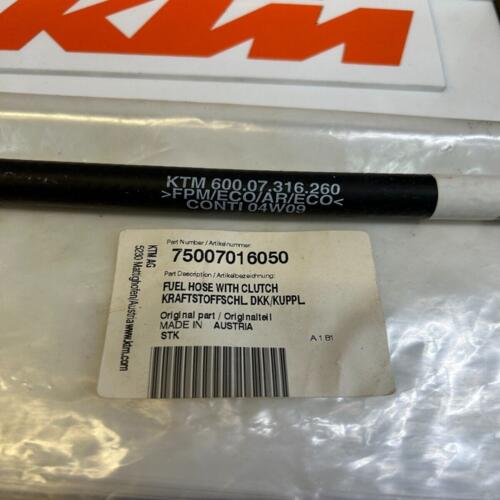 KTM
KTM 600.07.316.260
>FPM/ECO/AR/ECO<
CONTI 04W09
KTM AG
5230 Mattighofen/Austria
www.ktm.com
Part Number / Artikelnummer:
75007016050
Part Description / Artikelbezeichnung:
FUEL HOSE WITH CLUTCH
KRAFTSTOFFSCHL. DKK/KUPPL.
Original part / Originalteil
MADE IN AUSTRIA
STK
A 1 B1